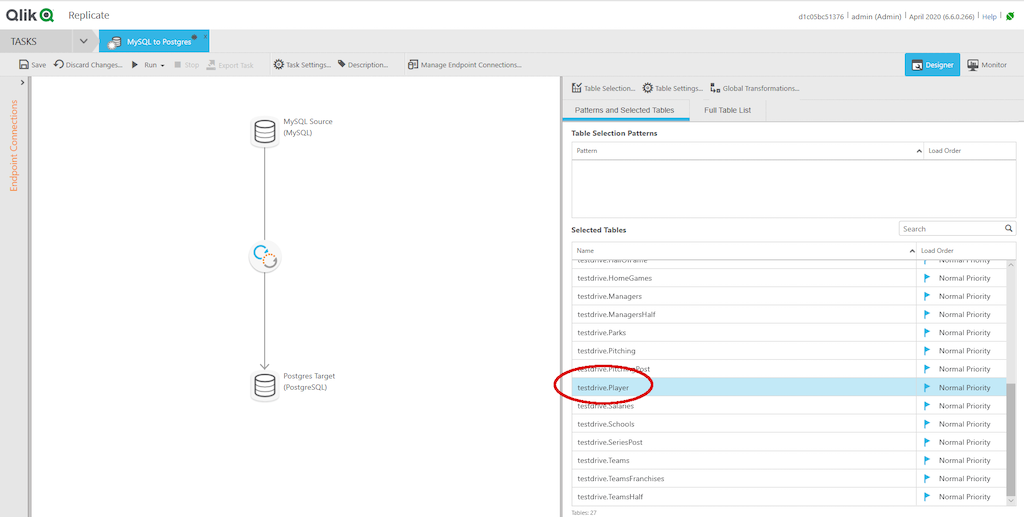 Qlik Replicate
d1c05bc51376 | admin (Admin) | April 2020 (6.6.0.266) | Help |
TASKS
MySQL to Postgres
Save Discard Changes... Run Stop Export Task Task Settings... Description... Manage Endpoint Connections... Designer Monitor
Endpoint Connections
MySQL Source
(MySQL)
Postgres Target
(PostgreSQL)
Table Selection... Table Settings... Global Transformations...
Patterns and Selected Tables Full Table List
Table Selection Patterns
Pattern Load Order
Selected Tables Search
Name Load Order
testdrive.HallOfFame Normal Priority
testdrive.HomeGames Normal Priority
testdrive.Managers Normal Priority
testdrive.ManagersHalf Normal Priority
testdrive.Parks Normal Priority
testdrive.Pitching Normal Priority
testdrive.PitchingPost Normal Priority
testdrive.Player Normal Priority
testdrive.Salaries Normal Priority
testdrive.Schools Normal Priority
testdrive.SeriesPost Normal Priority
testdrive.Teams Normal Priority
testdrive.TeamsFranchises Normal Priority
testdrive.TeamsHalf Normal Priority
Tables: 27